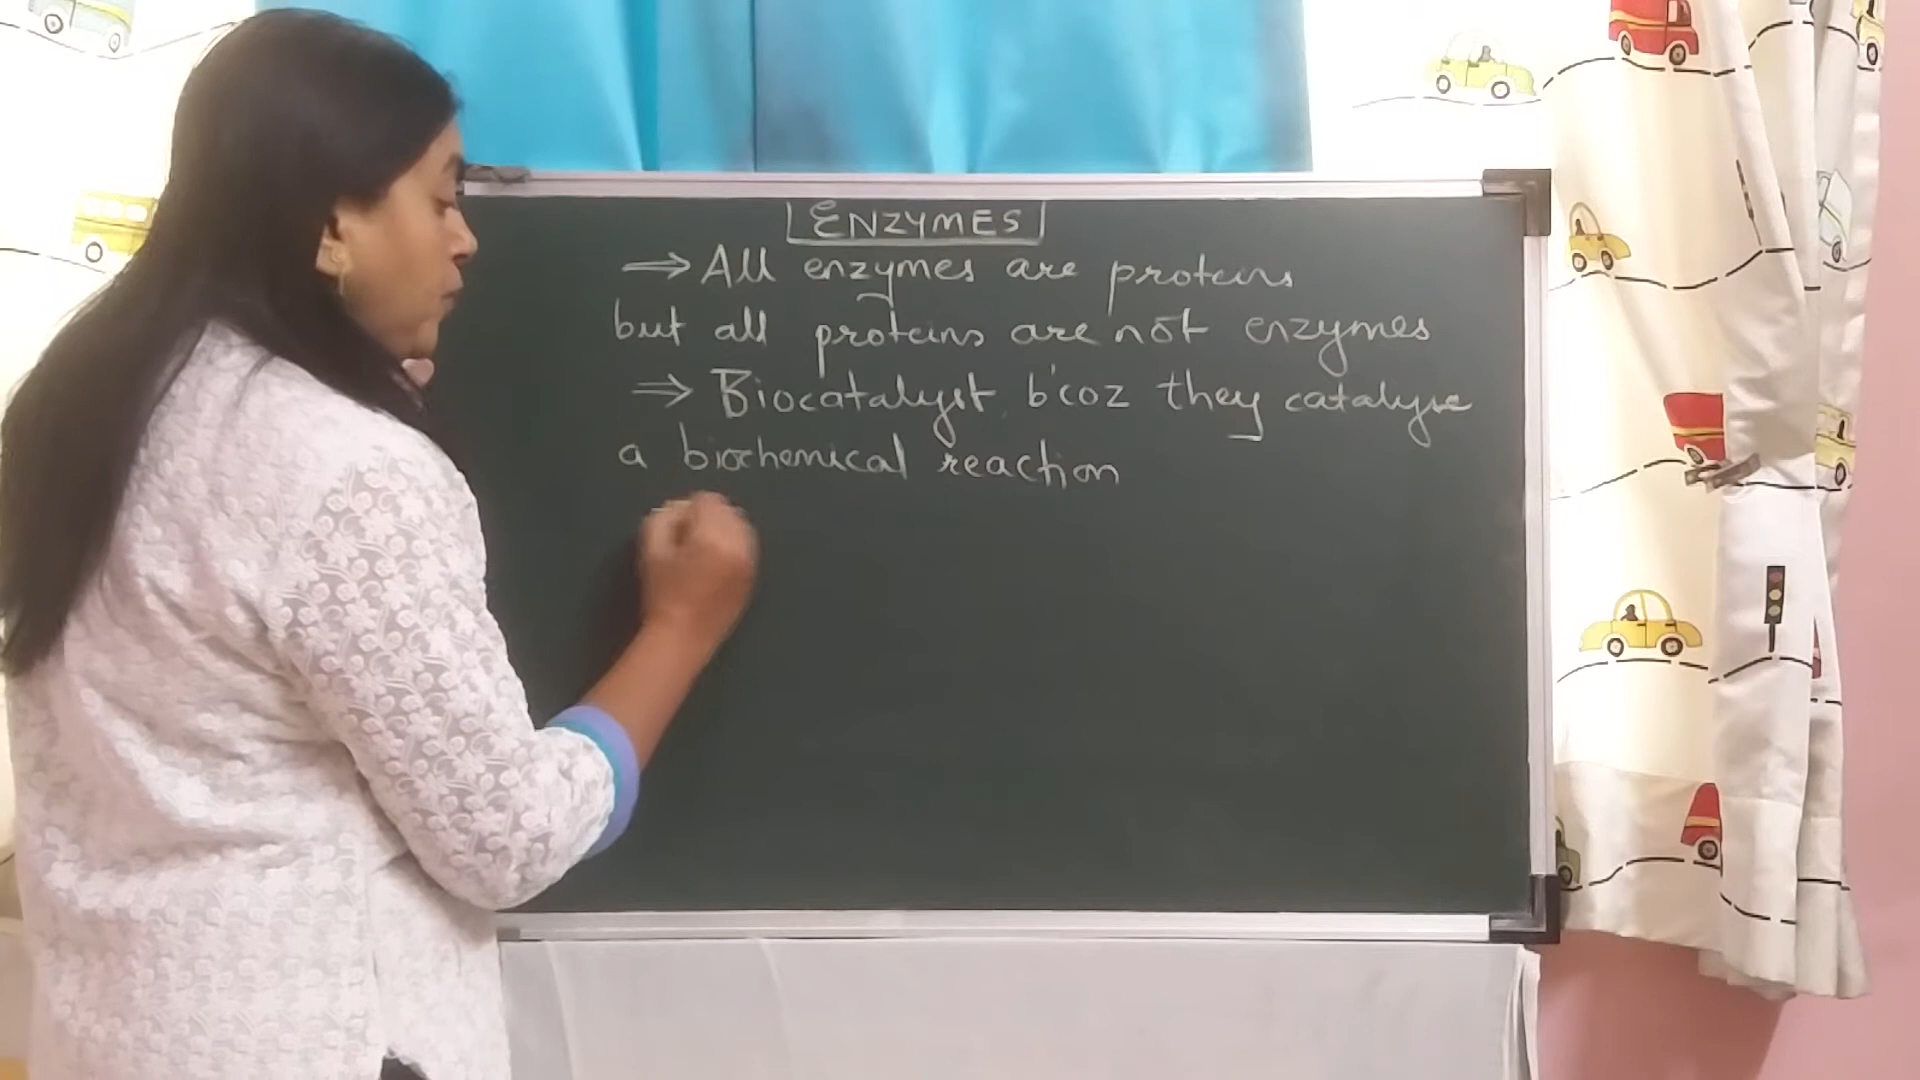 ENZYMES
⇒ All enzymes are proteins
but all proteins are not enzymes
⇒ Biocatalyst, b'coz they catalyse
a biochemical reaction